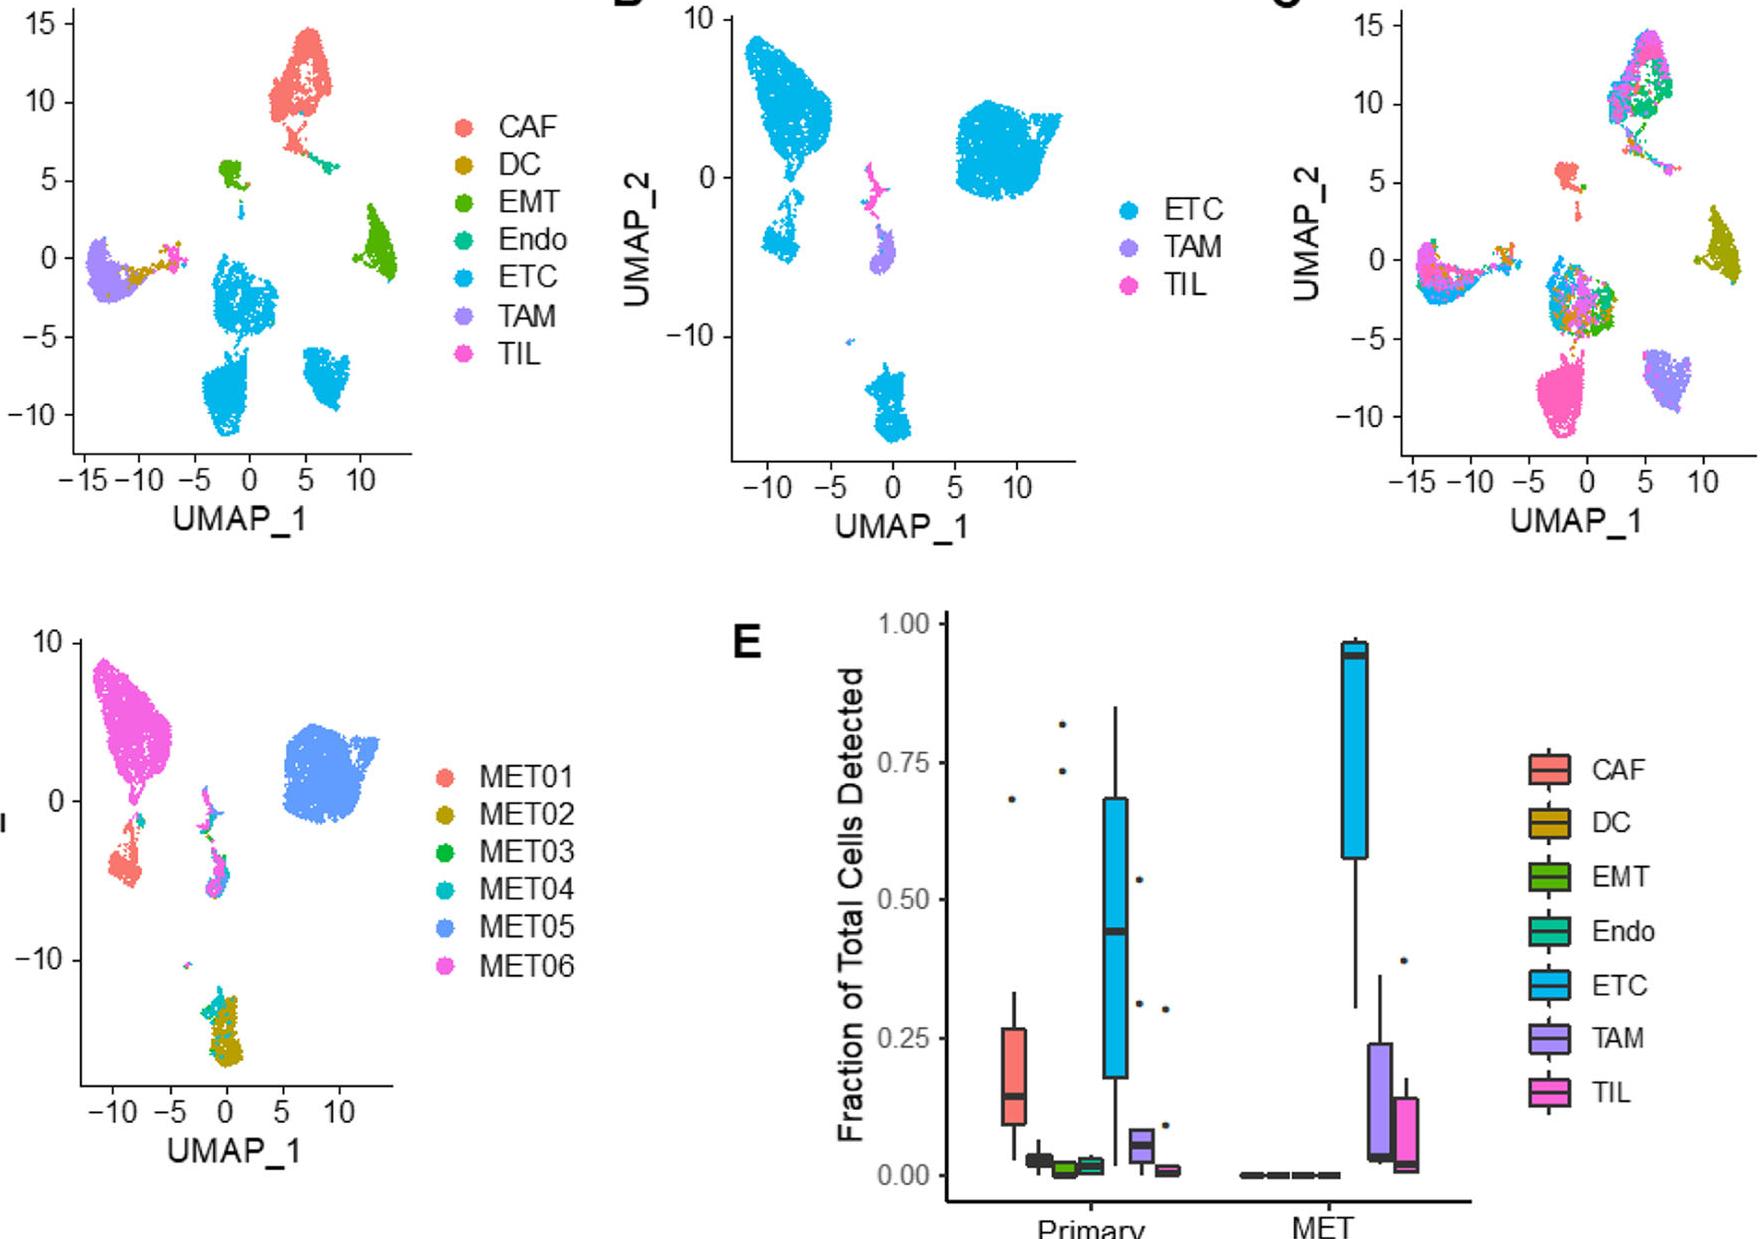 15
10
5
0
−5
−10
−15 −10 −5 0 5 10
UMAP_1
CAF
DC
EMT
Endo
ETC
TAM
TIL
10
0
−10
UMAP_2
−10 −5 0 5 10
UMAP_1
ETC
TAM
TIL
15
10
5
0
−5
−10
UMAP_2
−15 −10 −5 0 5 10
UMAP_1
10
0
−10
−10 −5 0 5 10
UMAP_1
MET01
MET02
MET03
MET04
MET05
MET06
E
Fraction of Total Cells Detected
1.00
0.75
0.50
0.25
0.00
Primary MET
CAF
DC
EMT
Endo
ETC
TAM
TIL